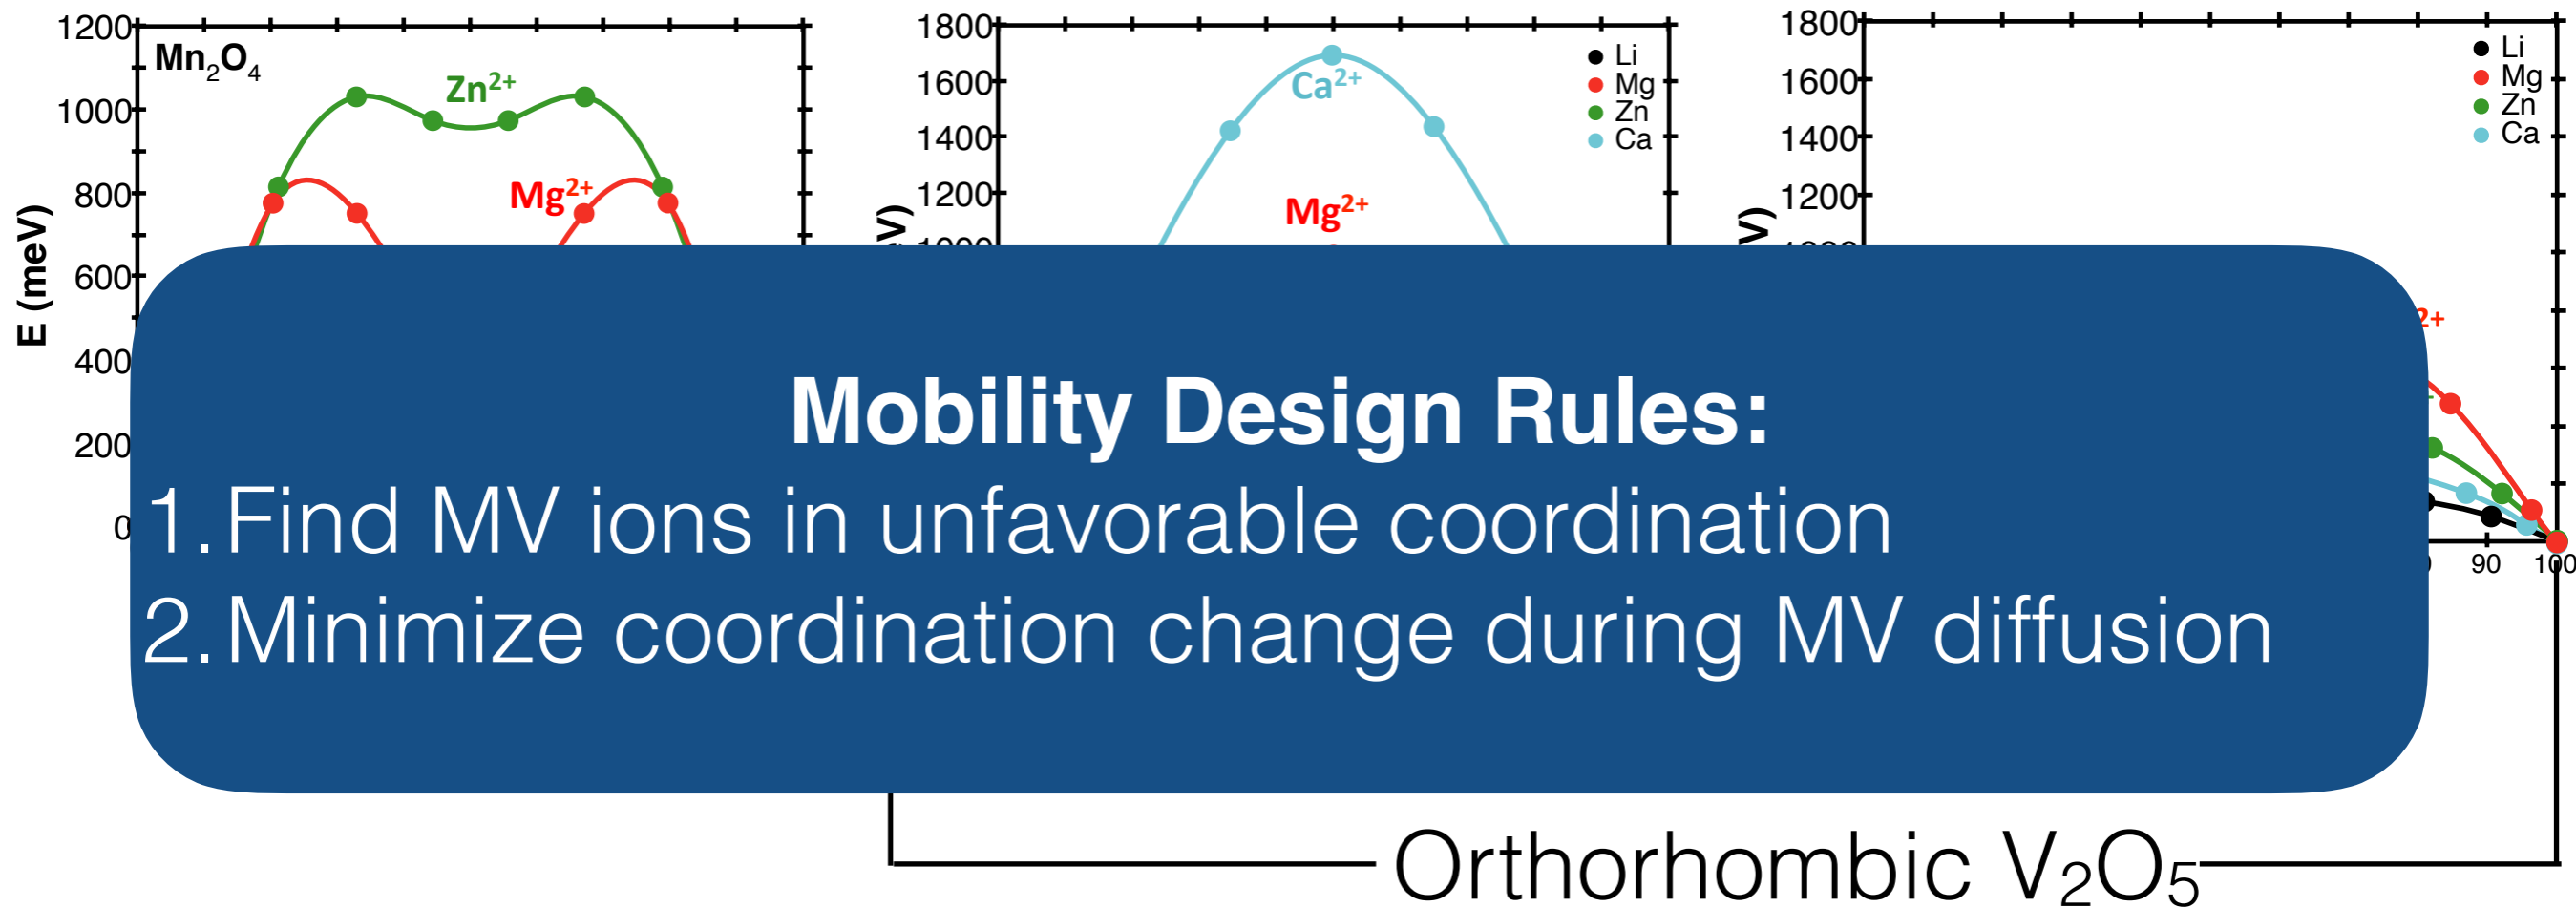 1200
1000
800
600
400
200
0
E (meV)
Mn₂O₄
Zn²⁺
Mg²⁺
1800
1600
1400
1200
Ca²⁺
Mg²⁺
Li
Mg
Zn
Ca
1800
1600
1400
1200
Li
Mg
Zn
Ca
2+
90
100
Mobility Design Rules:
1. Find MV ions in unfavorable coordination
2. Minimize coordination change during MV diffusion
Orthorhombic V₂O₅